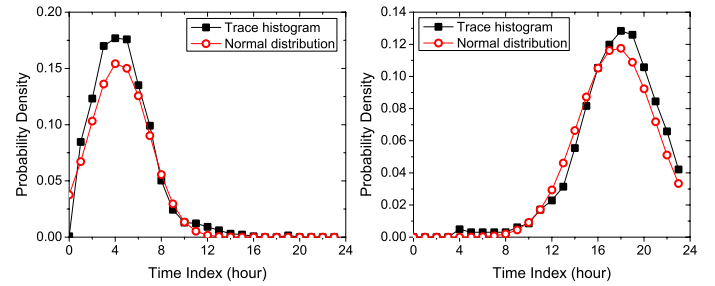 0.20
0.15
0.10
0.05
0.00
0 4 8 12 16 20 24
Probability Density
Time Index (hour)
Trace histogram
Normal distribution
0.14
0.12
0.10
0.08
0.06
0.04
0.02
0.00
0 4 8 12 16 20 24
Probability Density
Time Index (hour)
Trace histogram
Normal distribution